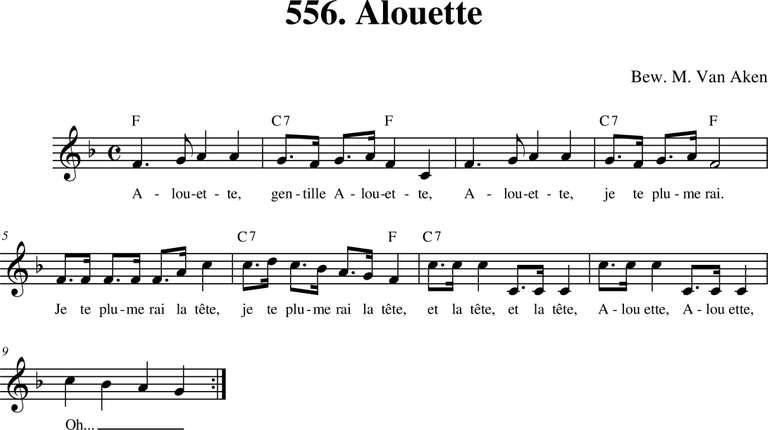 556. Alouette
Bew. M. Van Aken
F C7 F C7 F
A - lou-et - te, gen-tille A - lou-et - te, A - lou-et - te, je te plu-me rai.
5 C7 F C7
Je te plu-me rai la tête, je te plu-me rai la tête, et la tête, et la tête, A-lou ette, A-lou ette,
9
Oh...